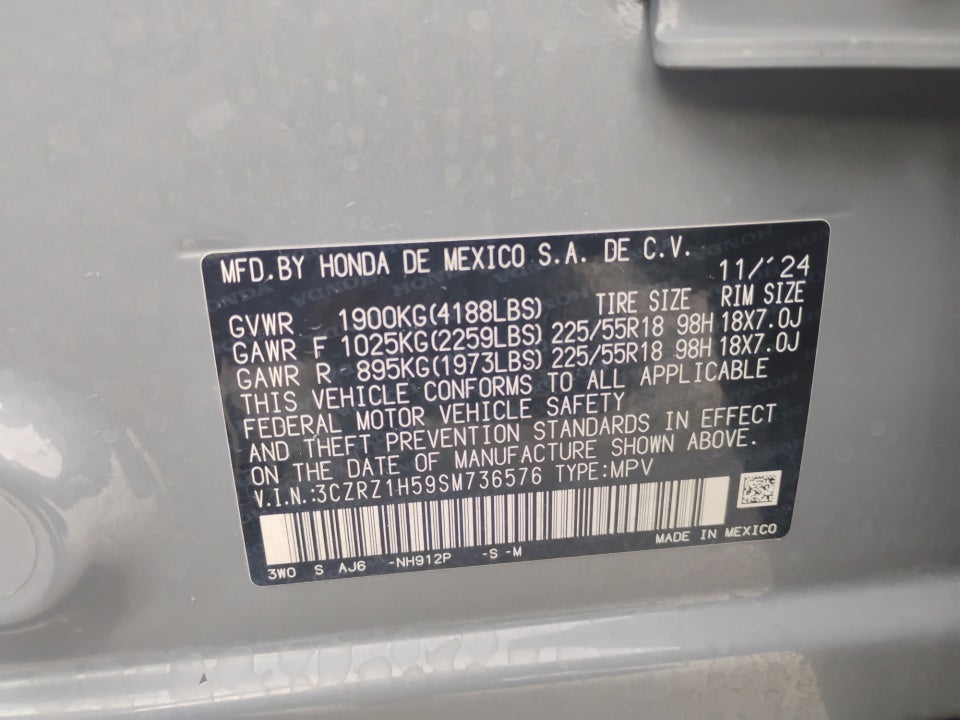 MFD.BY HONDA DE MEXICO S.A. DE C.V. 11/'24
TIRE SIZE RIM SIZE
GVWR 1900KG(4188LBS)
GAWR F 1025KG(2259LBS) 225/55R18 98H 18X7.0J
GAWR R 895KG(1973LBS) 225/55R18 98H 18X7.0J
THIS VEHICLE CONFORMS TO ALL APPLICABLE
FEDERAL MOTOR VEHICLE SAFETY
AND THEFT PREVENTION STANDARDS IN EFFECT
ON THE DATE OF MANUFACTURE SHOWN ABOVE.
V.I.N.:3CZRZ1H59SM736576 TYPE:MPV
MADE IN MEXICO
3W0 S AJ6 -NH912P -S -M